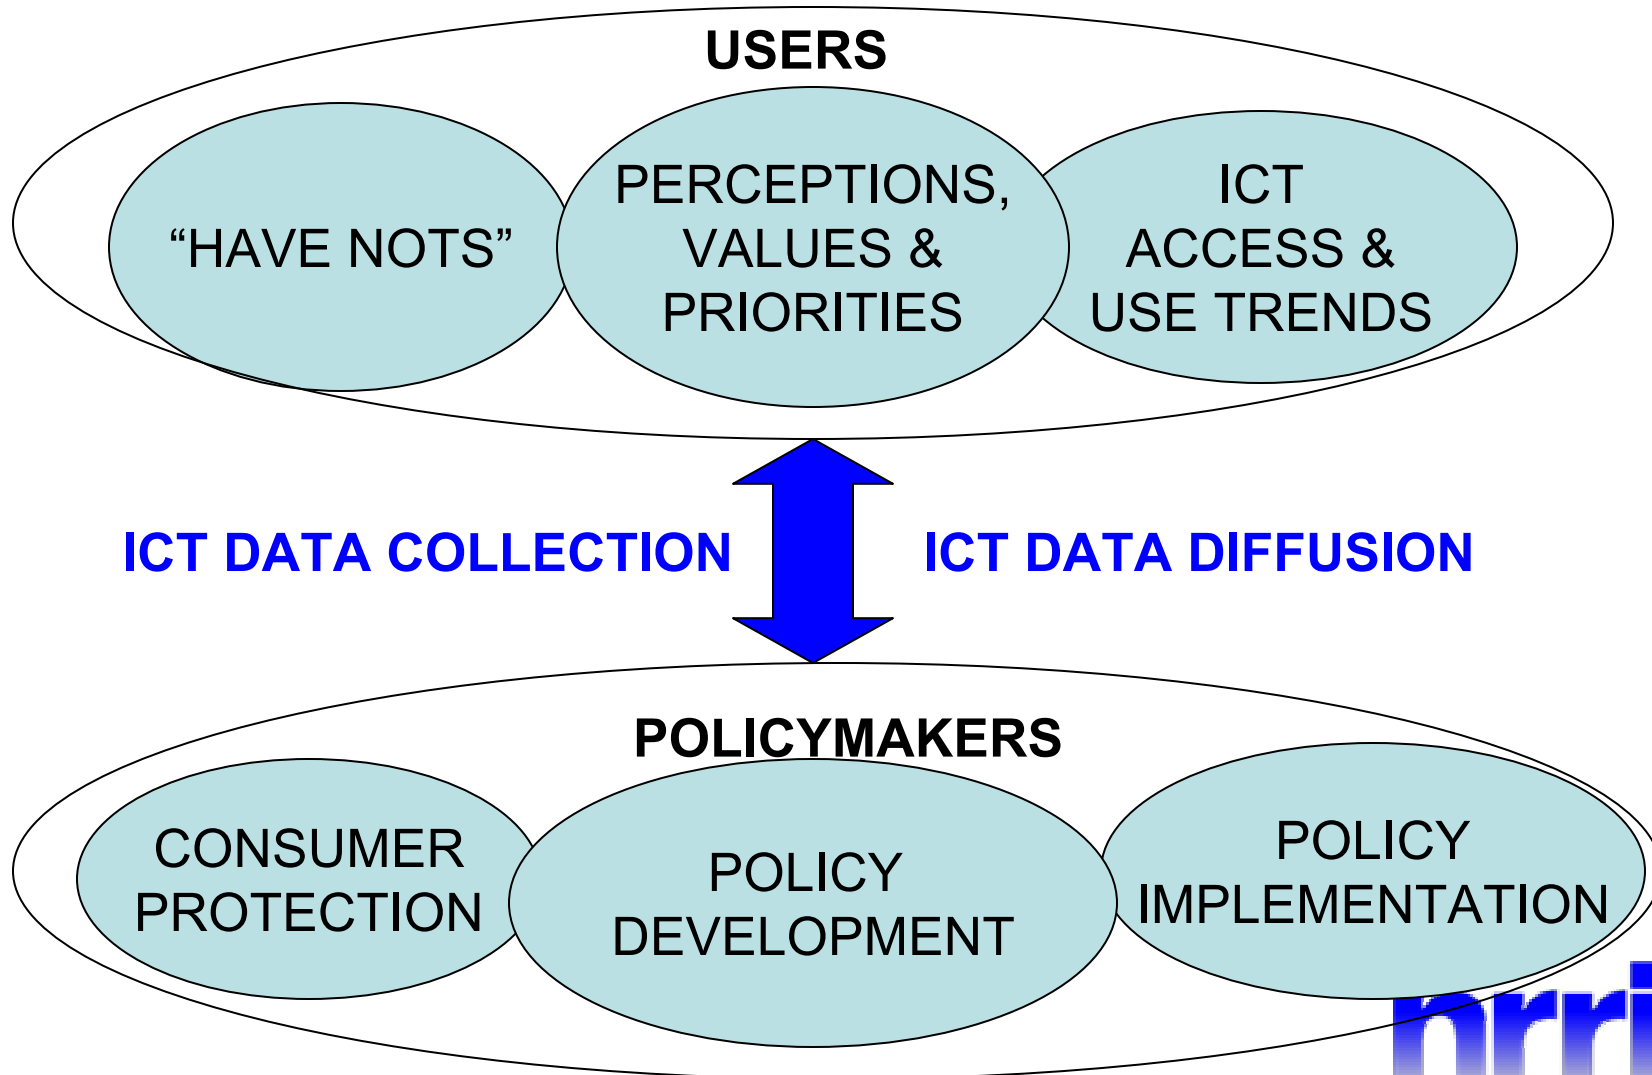 USERS
“HAVE NOTS”
PERCEPTIONS,
VALUES &
PRIORITIES
ICT
ACCESS &
USE TRENDS
ICT DATA COLLECTION
ICT DATA DIFFUSION
POLICYMAKERS
CONSUMER
PROTECTION
POLICY
DEVELOPMENT
POLICY
IMPLEMENTATION
nrri